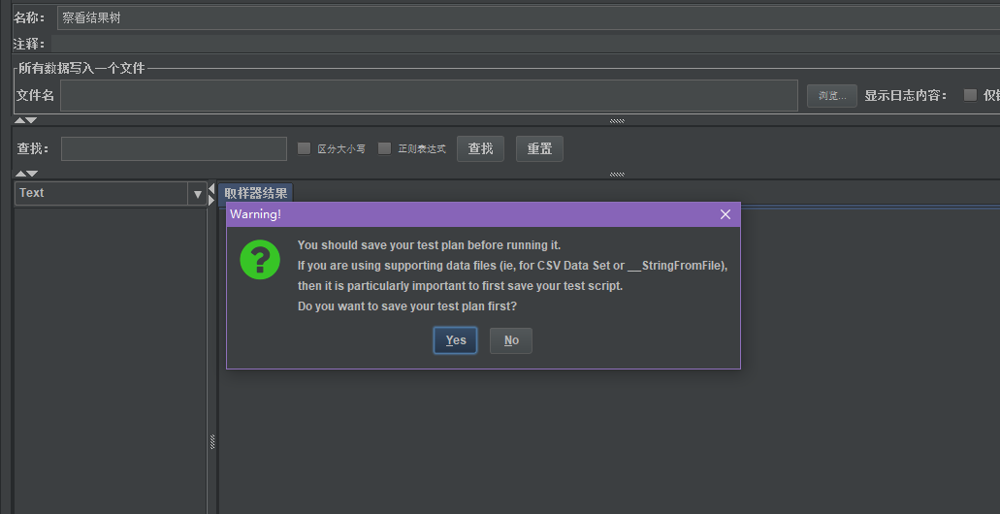 名称：
察看结果树
注释：
所有数据写入一个文件
文件名
浏览...
显示日志内容：
查找：
区分大小写
正则表达式
查找
重置
Text
取样器结果
Warning!
You should save your test plan before running it.
If you are using supporting data files (ie, for CSV Data Set or __StringFromFile),
then it is particularly important to first save your test script.
Do you want to save your test plan first?
Yes
No